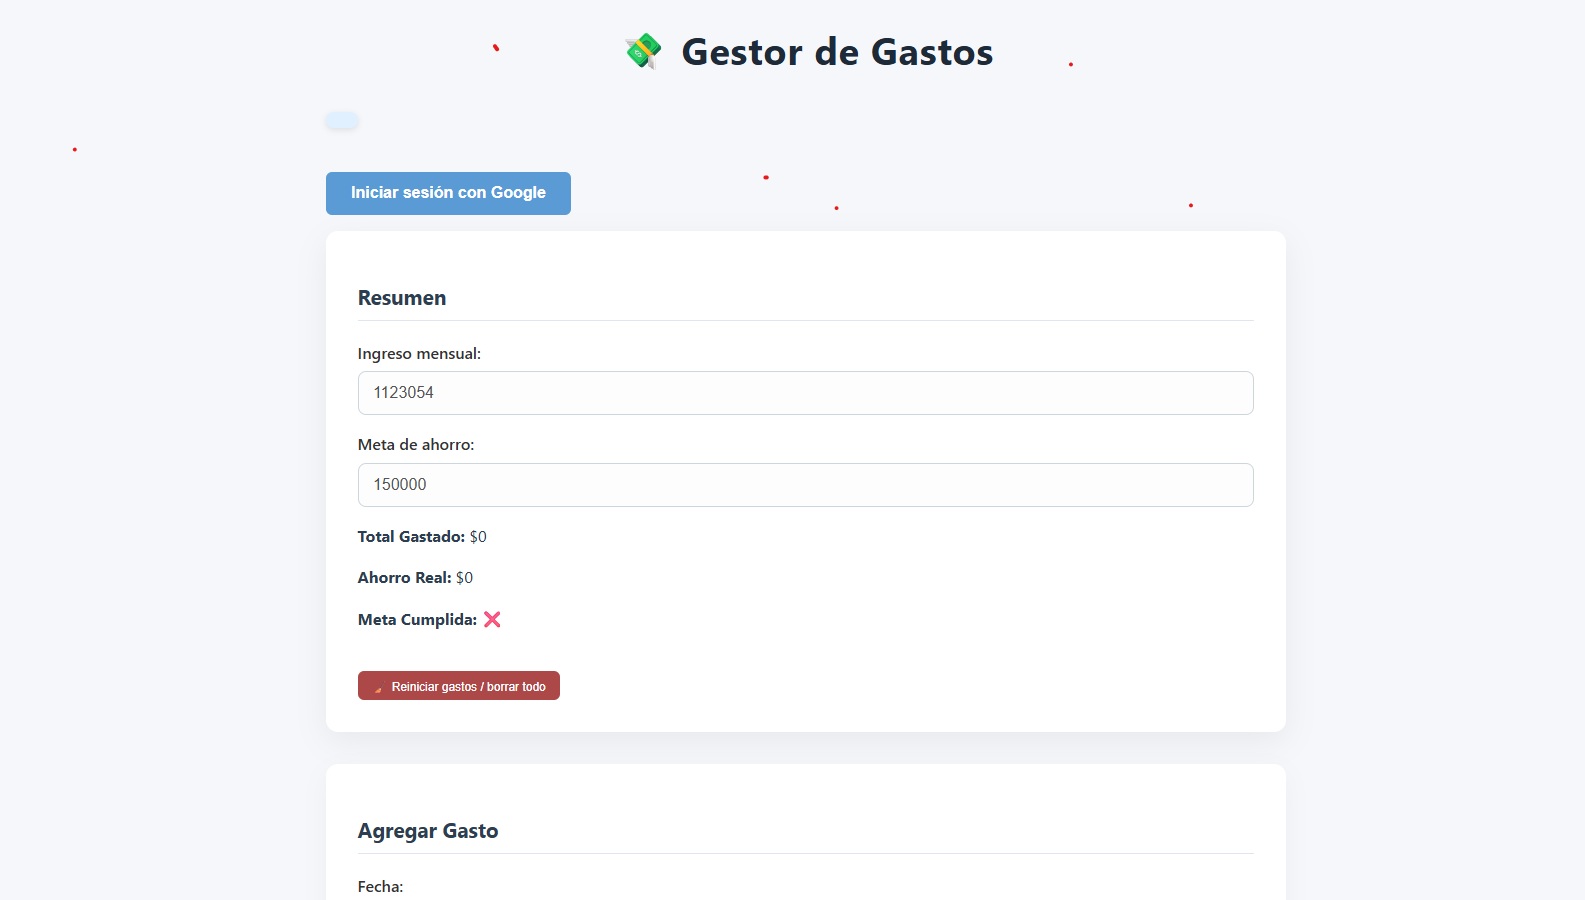 💸 Gestor de Gastos
Iniciar sesión con Google
Resumen
Ingreso mensual:
1123054
Meta de ahorro:
150000
Total Gastado: $0
Ahorro Real: $0
Meta Cumplida: ❌
Reiniciar gastos / borrar todo
Agregar Gasto
Fecha: